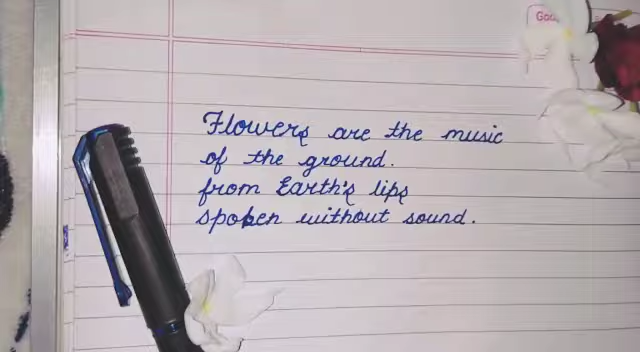 Flowers are the music
of the ground.
from Earth's lips
spoken without sound.